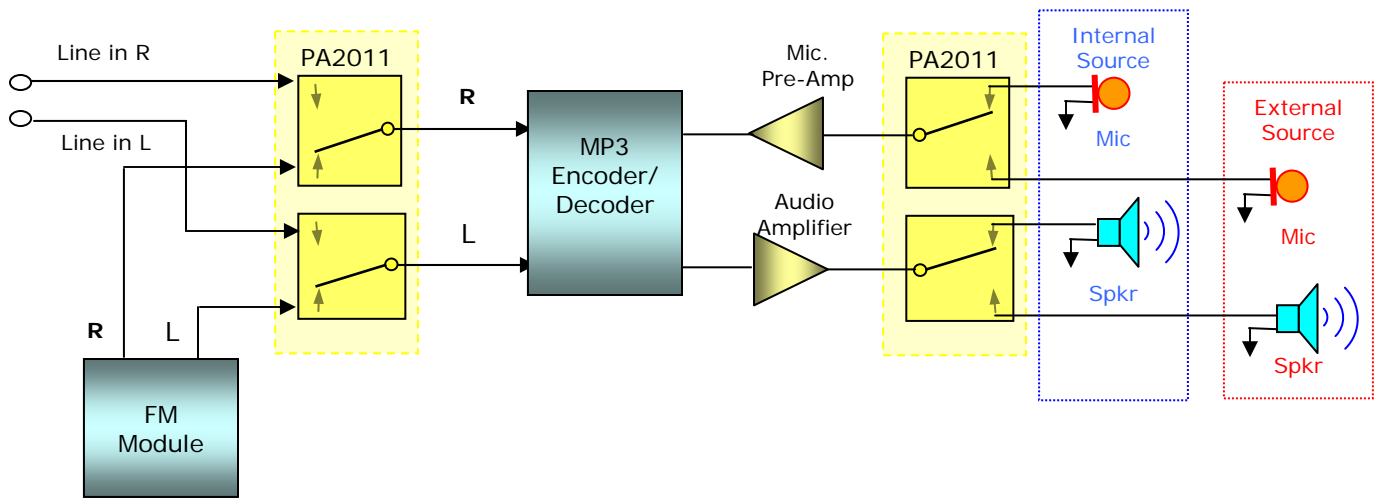 Line in R
Line in L
PA2011
R
L
R
L
FM
Module
MP3
Encoder/
Decoder
Mic.
Pre-Amp
Audio
Amplifier
PA2011
Internal
Source
Mic
Spkr
External
Source
Mic
Spkr